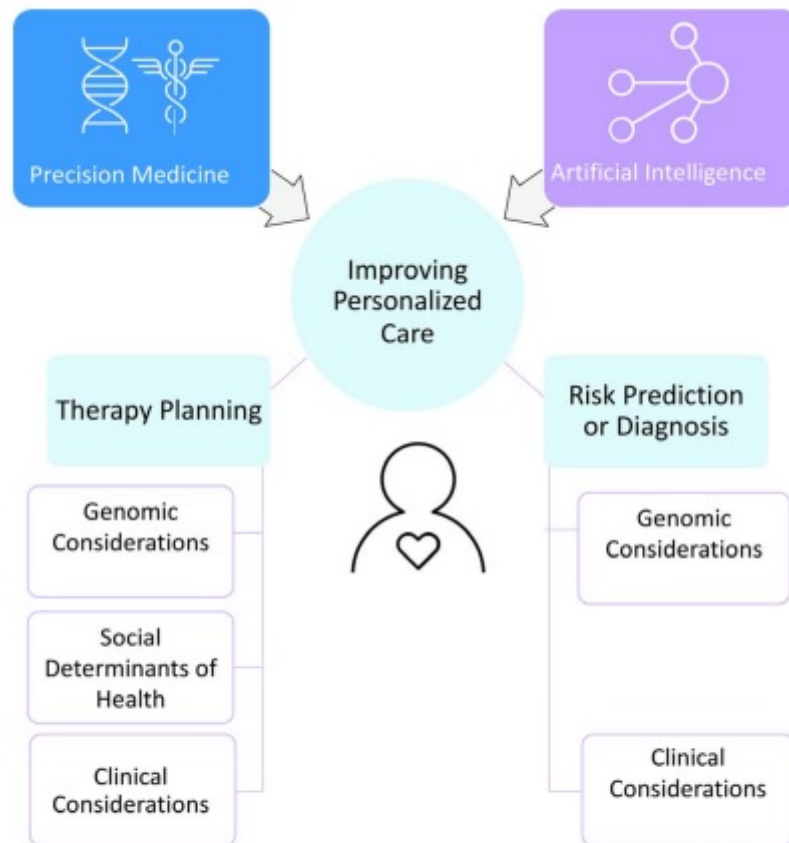 Precision Medicine
Artificial Intelligence
Improving
Personalized
Care
Therapy Planning
Risk Prediction
or Diagnosis
Genomic
Considerations
Social
Determinants of
Health
Clinical
Considerations
Genomic
Considerations
Clinical
Considerations